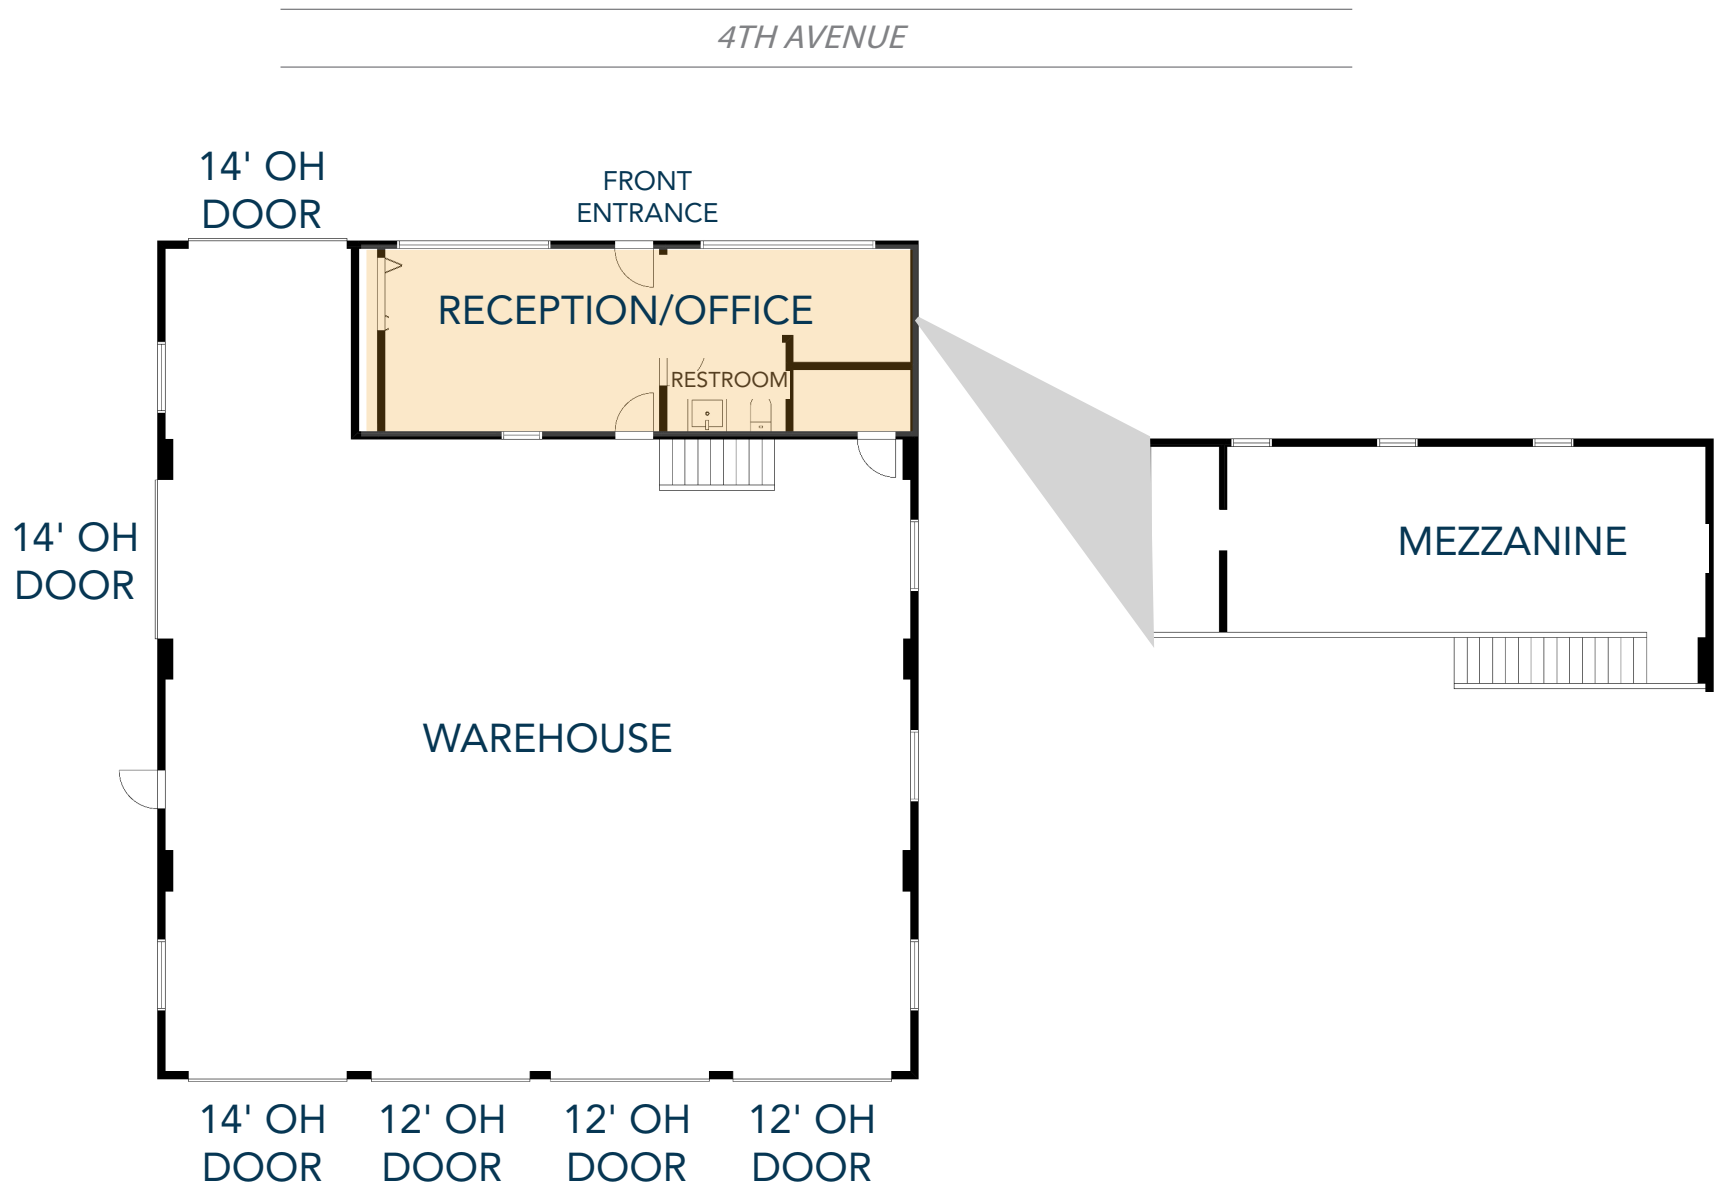 4TH AVENUE
14' OH
DOOR
FRONT
ENTRANCE
RECEPTION/OFFICE
RESTROOM
14' OH
DOOR
MEZZANINE
WAREHOUSE
14' OH
DOOR
12' OH
DOOR
12' OH
DOOR
12' OH
DOOR